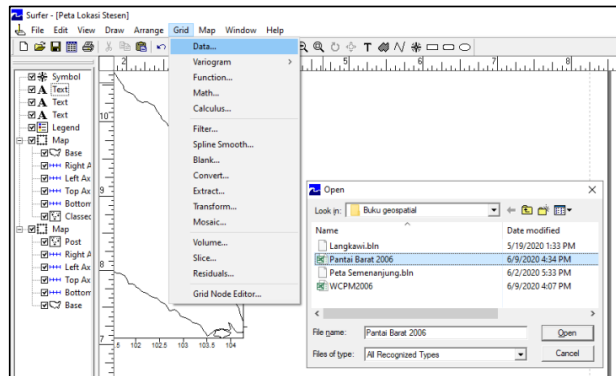 Surfer - [Peta Lokasi Stesen]
File Edit View Draw Arrange Grid Map Window Help
Data...
Variogram
Function...
Math...
Calculus...
Filter...
Spline Smooth...
Blank...
Convert...
Extract...
Transform...
Mosaic...
Volume...
Slice...
Residuals...
Grid Node Editor...
Symbol
Text
Text
Text
Legend
Map
Base
Right A
Left Ax
Top Ax
Bottom
Classed
Map
Post
Right A
Left Ax
Top Ax
Bottom
Base
2 5 6 7 8
10
9
8
7
.5 102 102.5 103 103.5 104
Open
Look in: Buku geospatial
Name Date modified
Langkawi.bln 5/19/2020 1:33 PM
Pantai Barat 2006 6/9/2020 4:34 PM
Peta Semenanjung.bln 6/2/2020 5:33 PM
WCPM2006 6/9/2020 4:07 PM
File name: Pantai Barat 2006 Open
Files of type: All Recognized Types Cancel